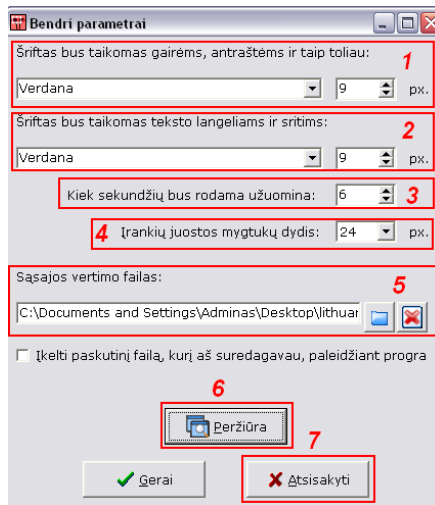 Bendri parametrai
Šriftas bus taikomas gairėms, antraštėms ir taip toliau:
1
Verdana 9 px.
Šriftas bus taikomas teksto langeliams ir sritims:
2
Verdana 9 px.
Kiek sekundžių bus rodama užuomina: 6 3
4 Įrankių juostos mygtukų dydis: 24 px.
Sąsajos vertimo failas:
5
C:\Documents and Settings\Adminas\Desktop\lithuar
Įkelti paskutinį failą, kurį aš suredagavau, paleidžiant progra
6
Peržiūra
7
Gerai Atsisakyti